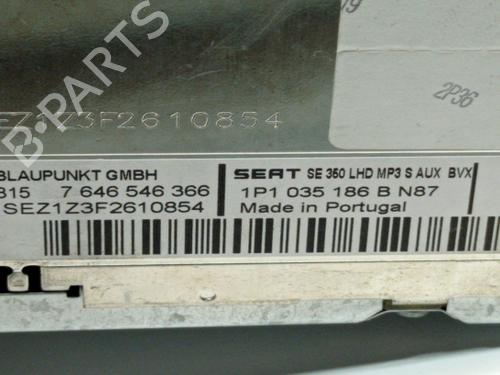 2P36
SEZ1Z3F2610854
BLAUPUNKT GMBH
815 7 646 546 366
SEZ1Z3F2610854
SEAT SE 350 LHD MP3 S AUX BVX
1P1 035 186 B N87
Made in Portugal